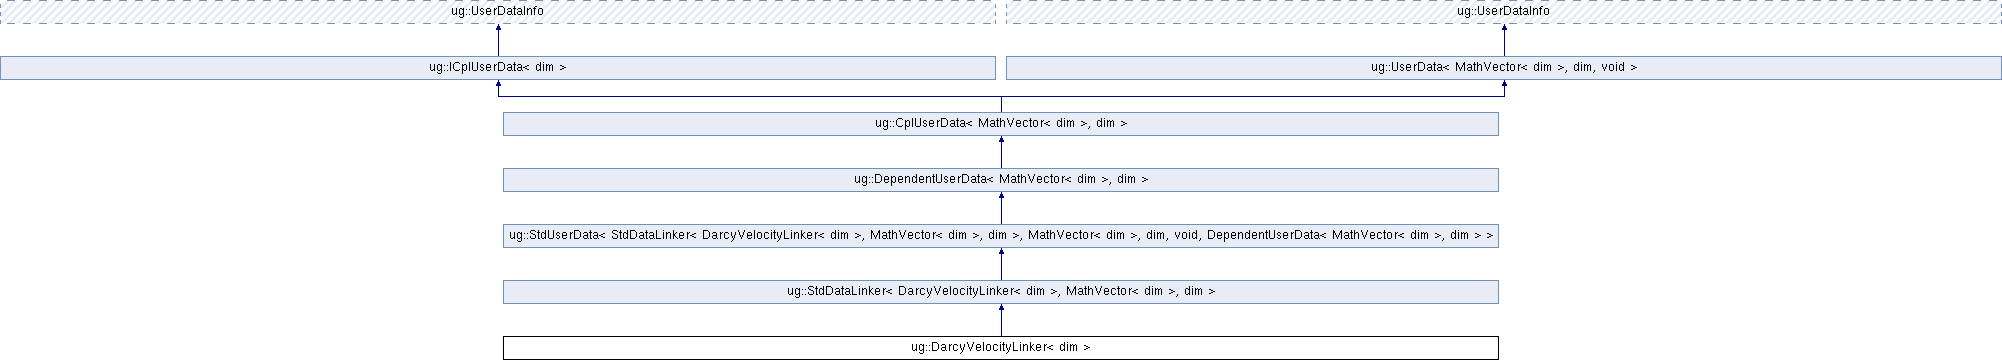 ug::UserDataInfo
ug::UserDataInfo
ug::ICplUserData< dim >
ug::UserData< MathVector< dim >, dim, void >
ug::CplUserData< MathVector< dim >, dim >
ug::DependentUserData< MathVector< dim >, dim >
ug::StdUserData< StdDataLinker< DarcyVelocityLinker< dim >, MathVector< dim >, dim >, MathVector< dim >, dim, void, DependentUserData< MathVector< dim >, dim > >
ug::StdDataLinker< DarcyVelocityLinker< dim >, MathVector< dim >, dim >
ug::DarcyVelocityLinker< dim >